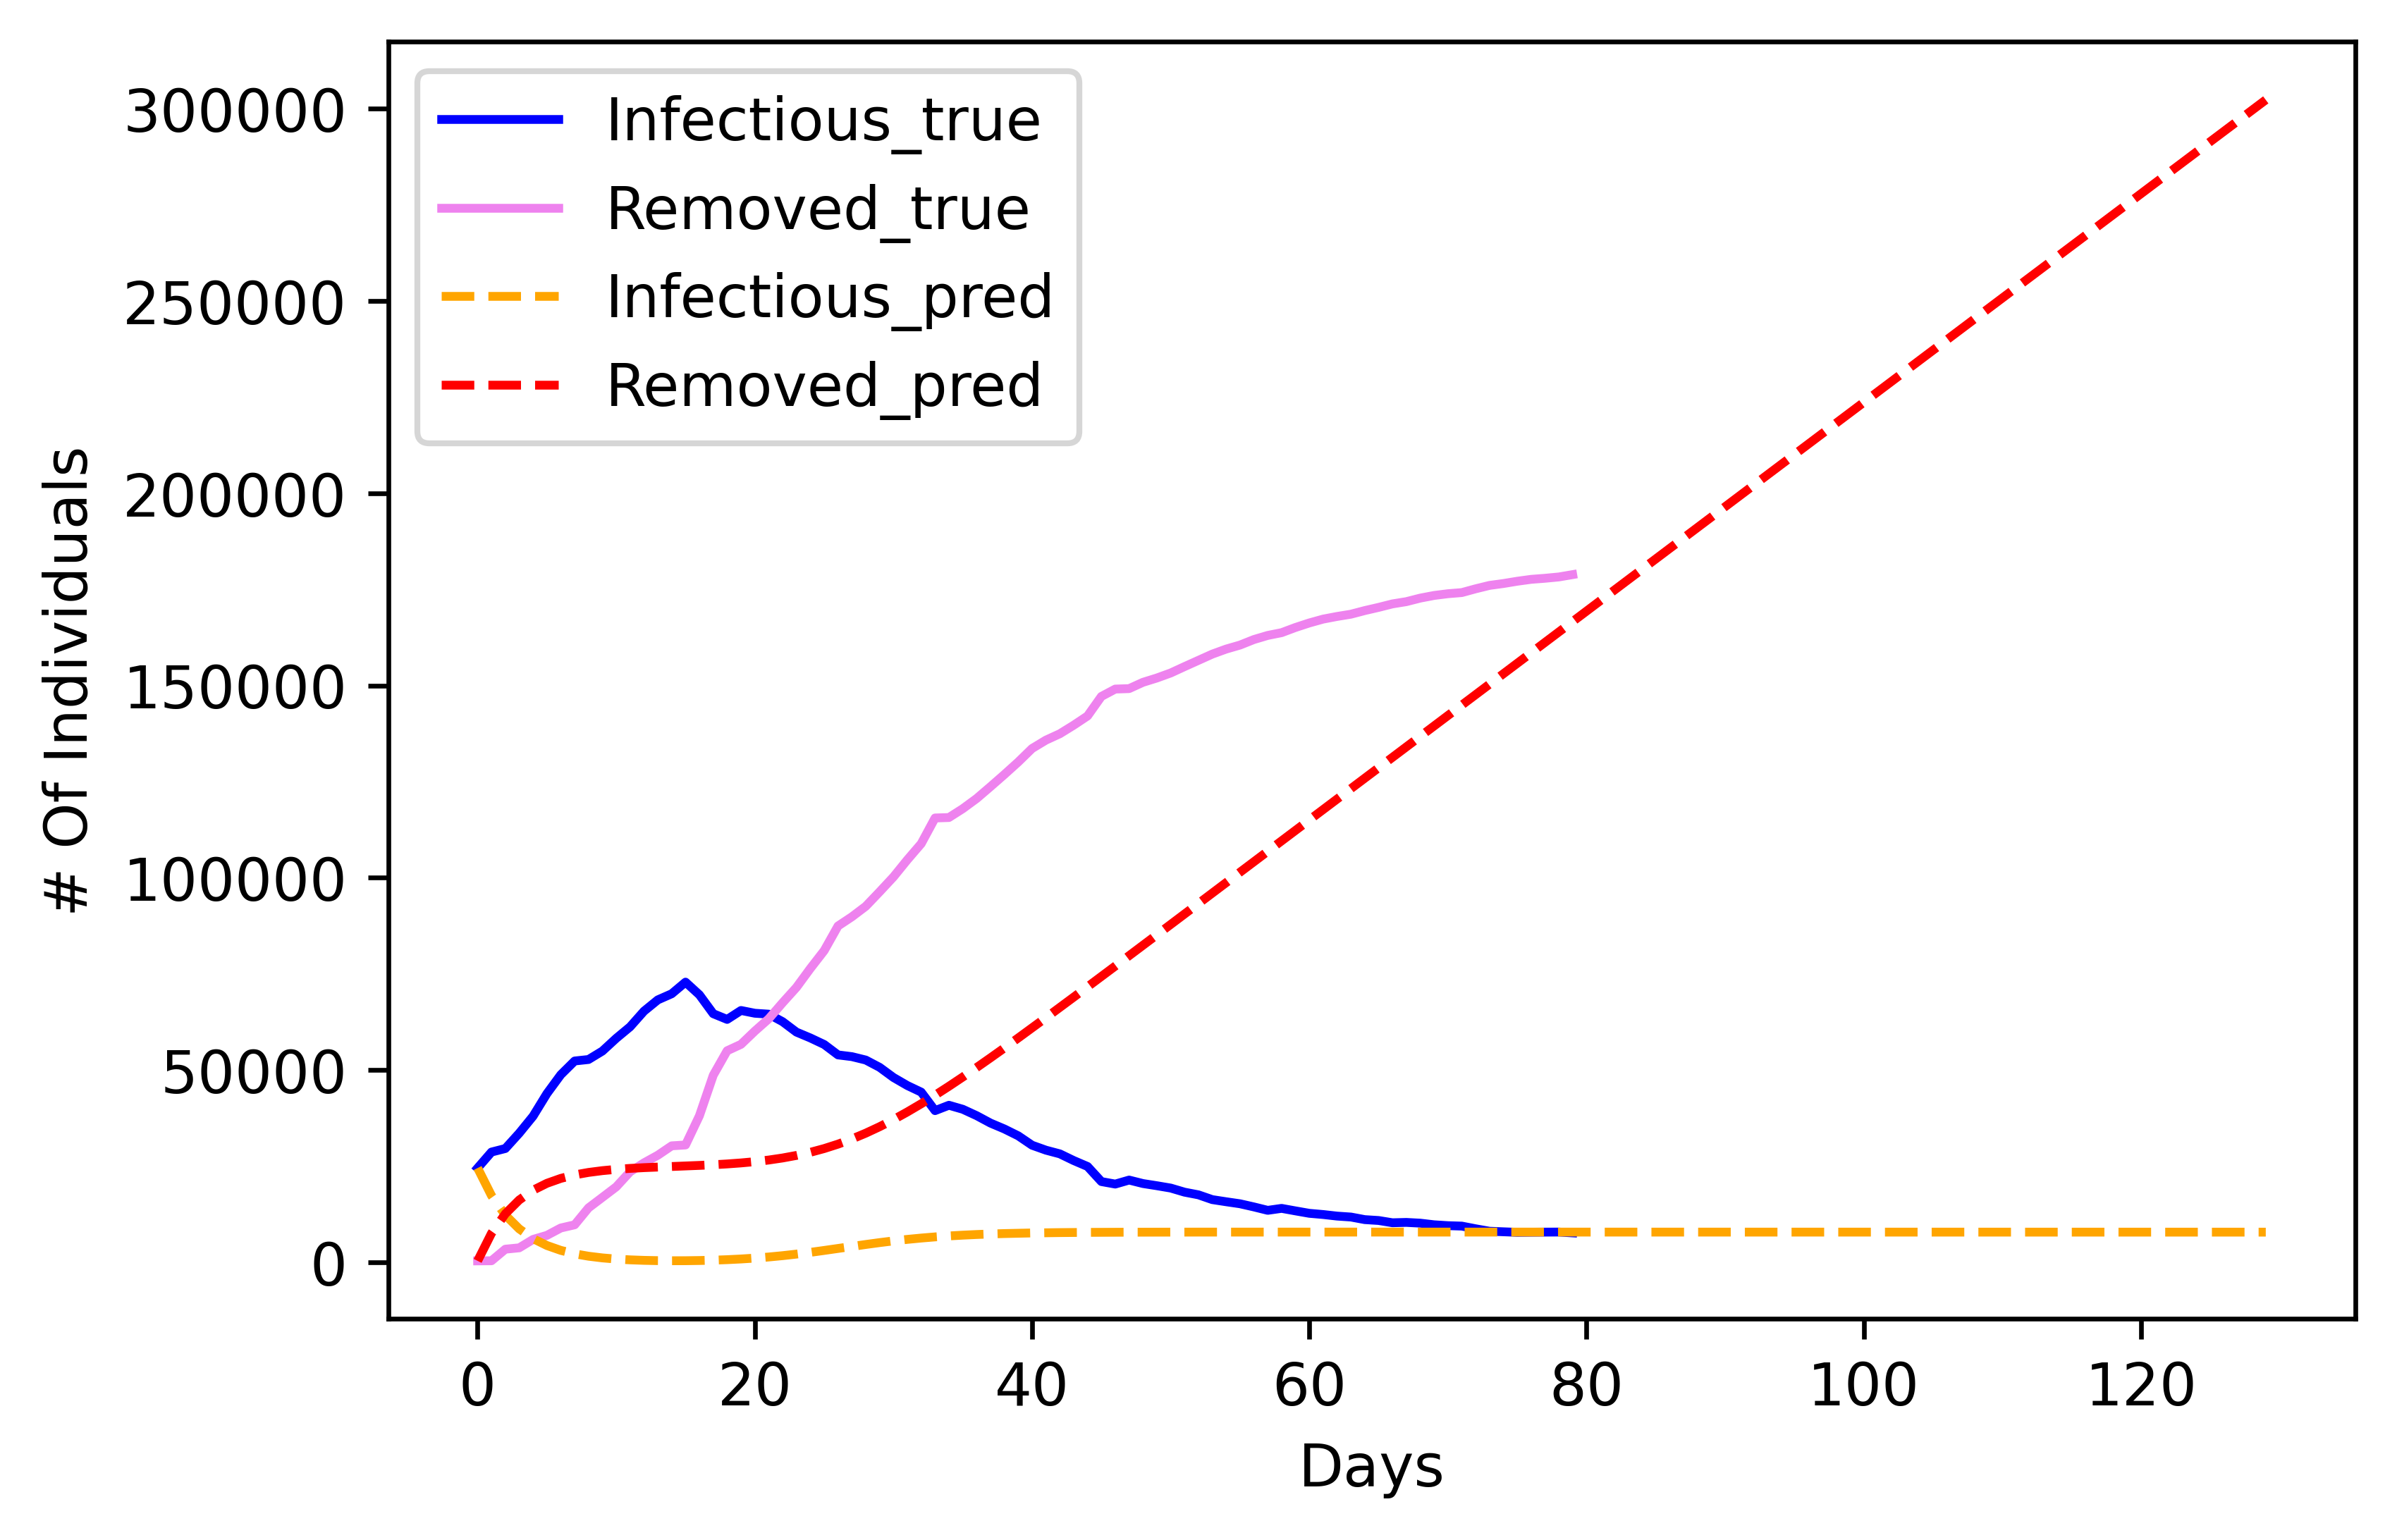 300000
250000
200000
150000
100000
50000
0
# Of Individuals
Infectious_true
Removed_true
Infectious_pred
Removed_pred
0 20 40 60 80 100 120
Days